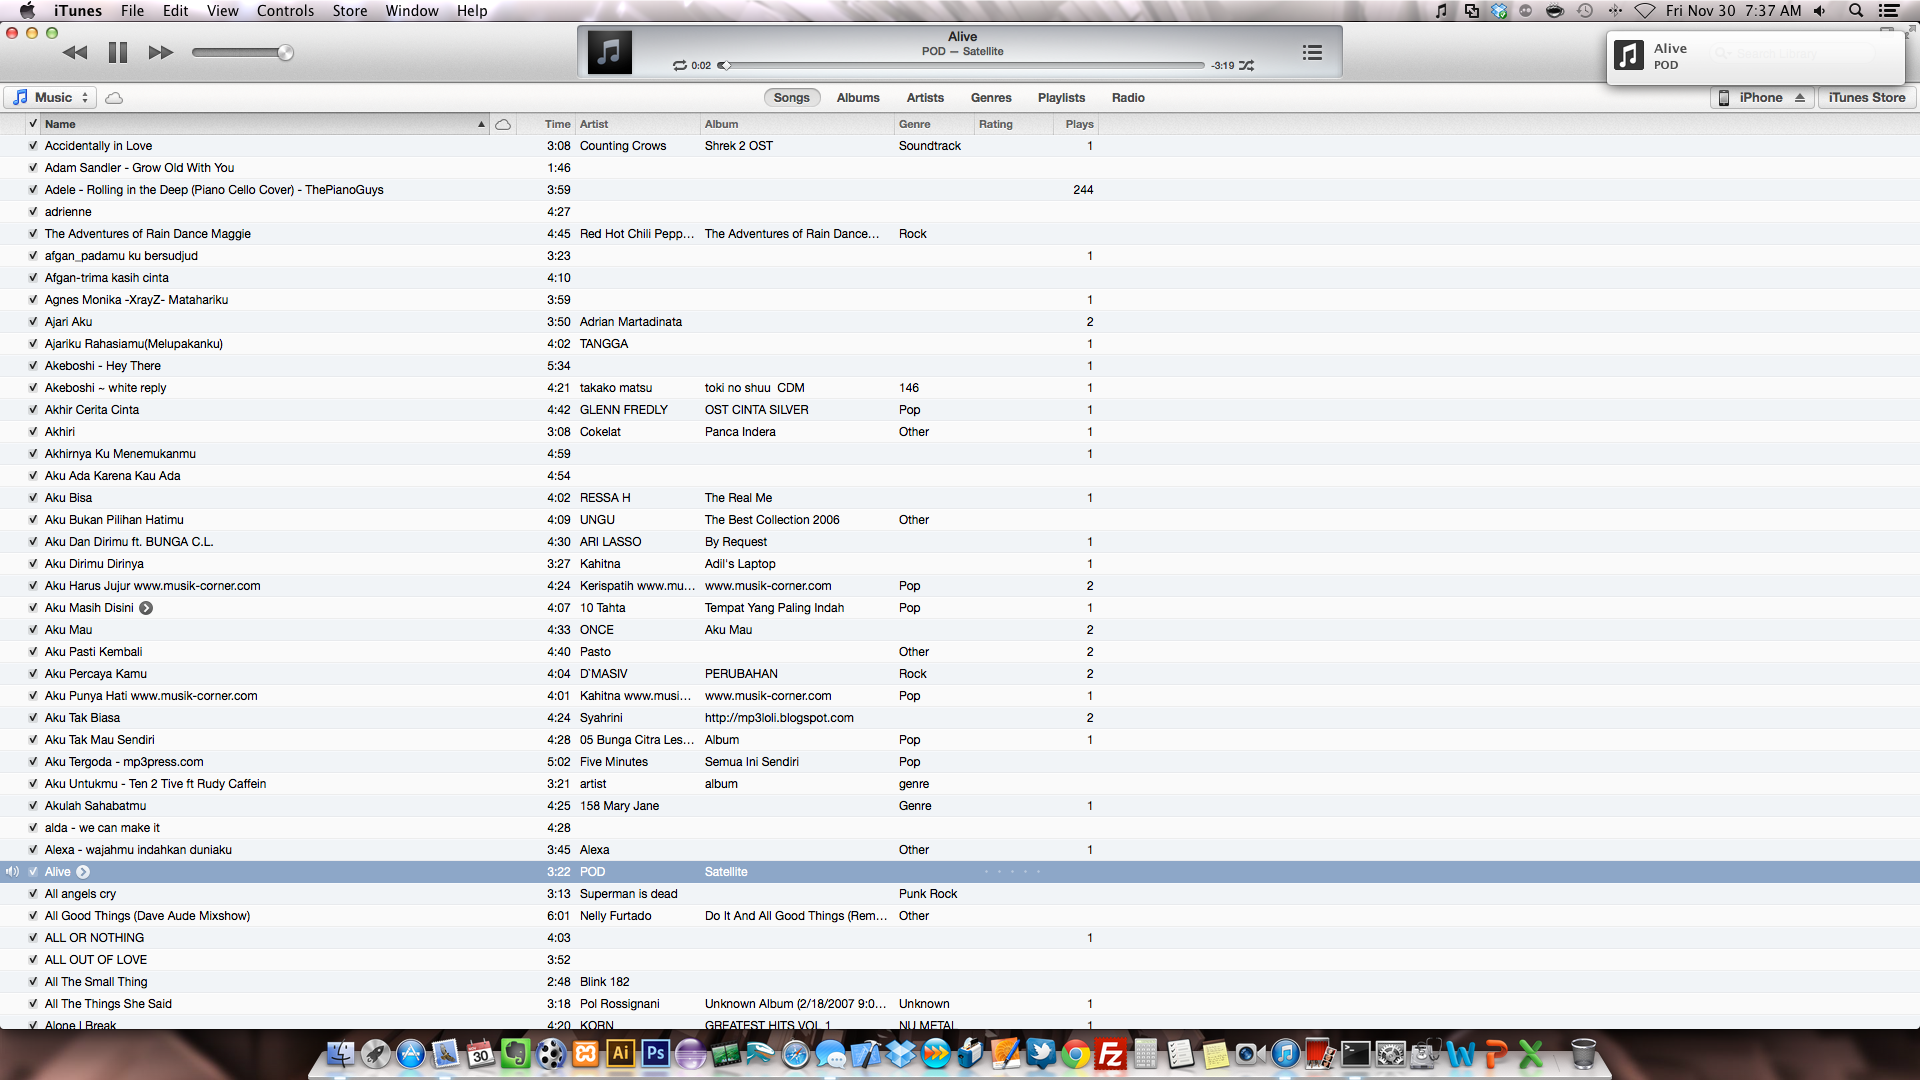 iTunes File Edit View Controls Store Window Help Fri Nov 30 7:37 AM
Alive
POD — Satellite
0:02 -3:19
Alive
POD
Search Library
Music Songs Albums Artists Genres Playlists Radio iPhone iTunes Store
Name Time Artist Album Genre Rating Plays
Accidentally in Love 3:08 Counting Crows Shrek 2 OST Soundtrack 1
Adam Sandler - Grow Old With You 1:46
Adele - Rolling in the Deep (Piano Cello Cover) - ThePianoGuys 3:59 244
adrienne 4:27
The Adventures of Rain Dance Maggie 4:45 Red Hot Chili Pepp... The Adventures of Rain Dance... Rock
afgan_padamu ku bersudjud 3:23 1
Afgan-trima kasih cinta 4:10
Agnes Monika -XrayZ- Matahariku 3:59 1
Ajari Aku 3:50 Adrian Martadinata 2
Ajariku Rahasiamu(Melupakanku) 4:02 TANGGA 1
Akeboshi - Hey There 5:34 1
Akeboshi ~ white reply 4:21 takako matsu toki no shuu CDM 146 1
Akhir Cerita Cinta 4:42 GLENN FREDLY OST CINTA SILVER Pop 1
Akhiri 3:08 Cokelat Panca Indera Other 1
Akhirnya Ku Menemukanmu 4:59 1
Aku Ada Karena Kau Ada 4:54
Aku Bisa 4:02 RESSA H The Real Me 1
Aku Bukan Pilihan Hatimu 4:09 UNGU The Best Collection 2006 Other
Aku Dan Dirimu ft. BUNGA C.L. 4:30 ARI LASSO By Request 1
Aku Dirimu Dirinya 3:27 Kahitna Adil's Laptop 1
Aku Harus Jujur www.musik-corner.com 4:24 Kerispatih www.mu... www.musik-corner.com Pop 2
Aku Masih Disini 4:07 10 Tahta Tempat Yang Paling Indah Pop 1
Aku Mau 4:33 ONCE Aku Mau 2
Aku Pasti Kembali 4:40 Pasto Other 2
Aku Percaya Kamu 4:04 D`MASIV PERUBAHAN Rock 2
Aku Punya Hati www.musik-corner.com 4:01 Kahitna www.musi... www.musik-corner.com Pop 1
Aku Tak Biasa 4:24 Syahrini http://mp3loli.blogspot.com 2
Aku Tak Mau Sendiri 4:28 05 Bunga Citra Les... Album Pop 1
Aku Tergoda - mp3press.com 5:02 Five Minutes Semua Ini Sendiri Pop
Aku Untukmu - Ten 2 Tive ft Rudy Caffein 3:21 artist album genre
Akulah Sahabatmu 4:25 158 Mary Jane Genre 1
alda - we can make it 4:28
Alexa - wajahmu indahkan duniaku 3:45 Alexa Other 1
Alive 3:22 POD Satellite
All angels cry 3:13 Superman is dead Punk Rock
All Good Things (Dave Aude Mixshow) 6:01 Nelly Furtado Do It And All Good Things (Rem... Other
ALL OR NOTHING 4:03 1
ALL OUT OF LOVE 3:52
All The Small Thing 2:48 Blink 182
All The Things She Said 3:18 Pol Rossignani Unknown Album (2/18/2007 9:0... Unknown 1
Alone I Break 4:20 KORN GREATEST HITS VOL 1 NU METAL 1
30 Ai Ps FZ W P X